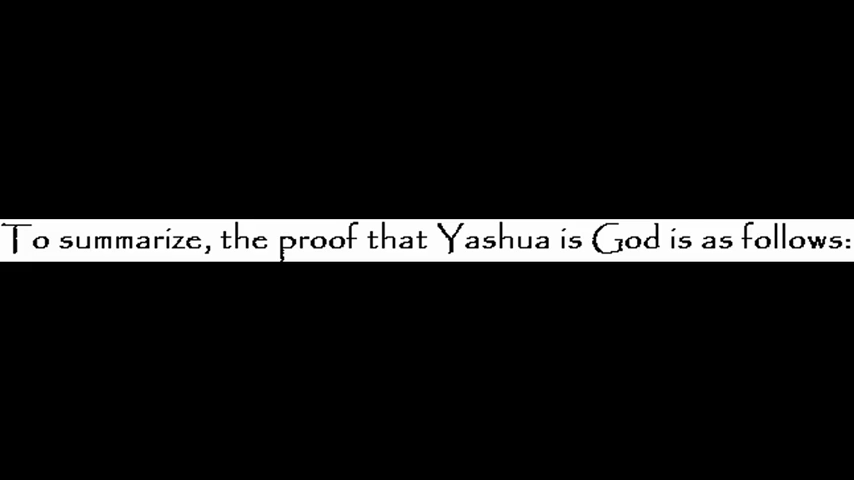 To summarize, the proof that Yashua is God is as follows: